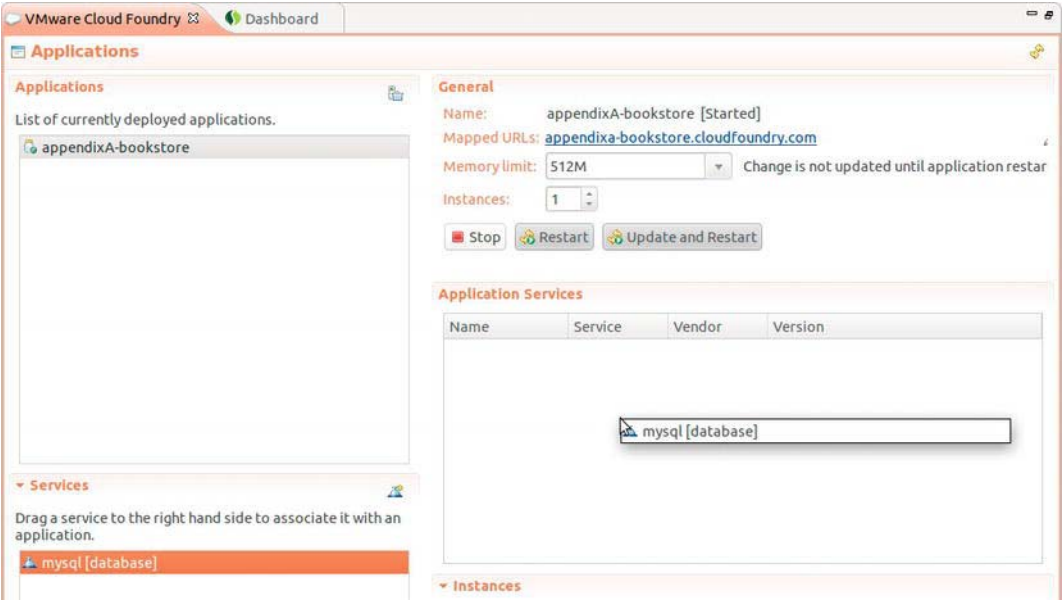 VMware Cloud Foundry
Dashboard
Applications
Applications
List of currently deployed applications.
appendixA-bookstore
Services
Drag a service to the right hand side to associate it with an
application.
mysql [database]
General
Name: appendixA-bookstore [Started]
Mapped URLs: appendixa-bookstore.cloudfoundry.com
Memory limit: 512M Change is not updated until application restar
Instances: 1
Stop Restart Update and Restart
Application Services
Name Service Vendor Version
mysql [database]
Instances